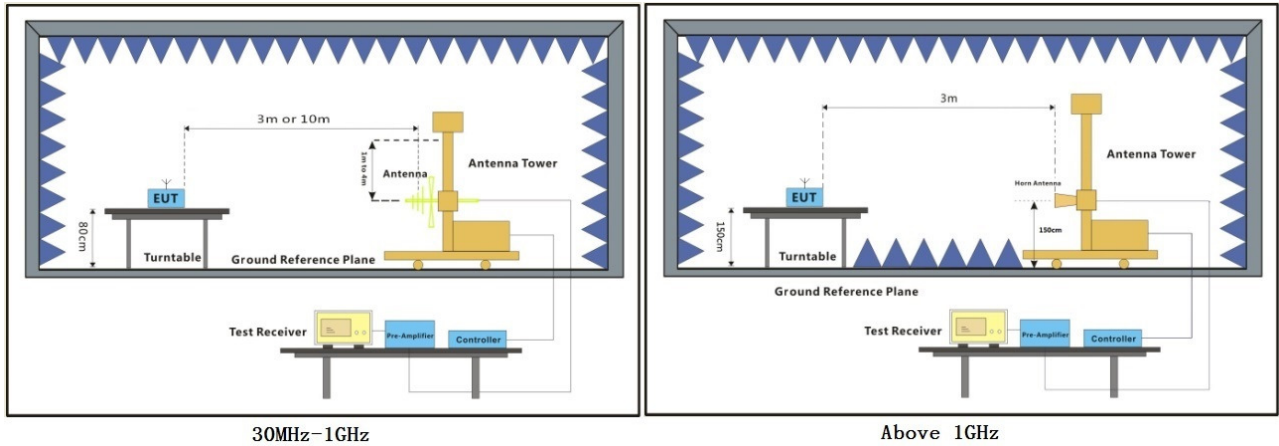 3m or 10m
1m to 4m
Antenna
Antenna Tower
EUT
80cm
Turntable
Ground Reference Plane
Test Receiver
Pre-Amplifier
Controller
30MHz-1GHz
3m
Antenna Tower
Horn Antenna
EUT
150cm
150cm
Turntable
Ground Reference Plane
Test Receiver
Pre-Amplifier
Controller
Above 1GHz